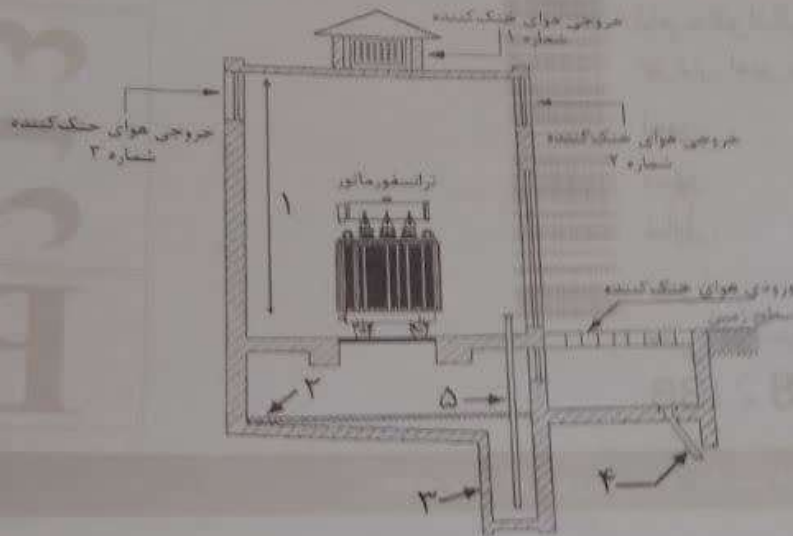 خروجی هوای خنک‌کننده
شماره ۱
خروجی هوای خنک‌کننده
شماره ۳
خروجی هوای خنک‌کننده
شماره ۲
ترانسفورماتور
۱
ورودی هوای خنک‌کننده
سطح زمین
۲
۵
۳
۴